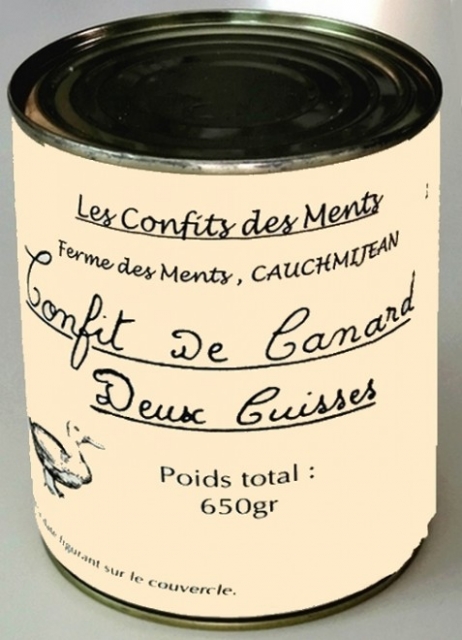 Les Confits des Ments
Ferme des Ments, CAUCHMIJEAN
Confit De Canard
Deux Cuisses
Poids total :
650gr
date figurant sur le couvercle.